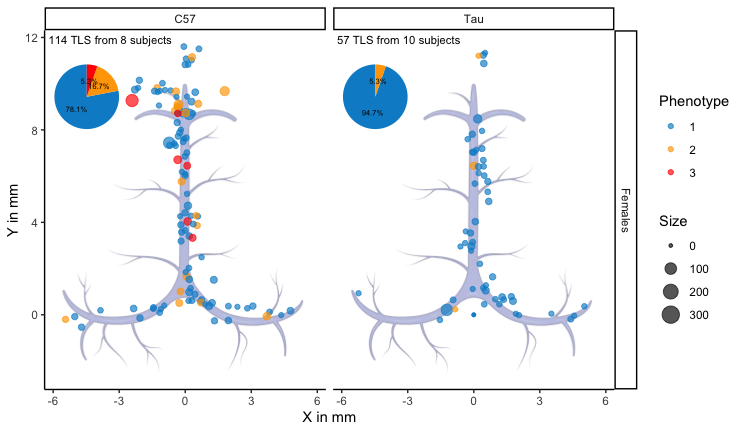 C57
Tau
114 TLS from 8 subjects
57 TLS from 10 subjects
5.3%
16.7%
78.1%
5.3%
94.7%
Females
12
8
4
0
Y in mm
-6
-3
0
3
6
-6
-3
0
3
6
X in mm
Phenotype
1
2
3
Size
0
100
200
300